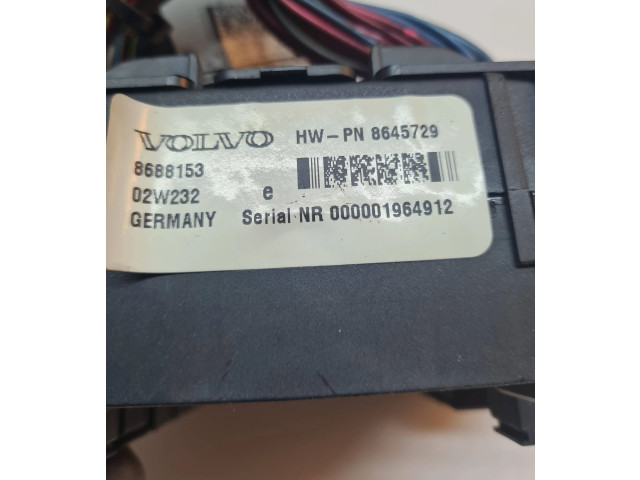 VOLVO HW-PN 8645729
8688153
02W232 e
GERMANY Serial NR 000001964912